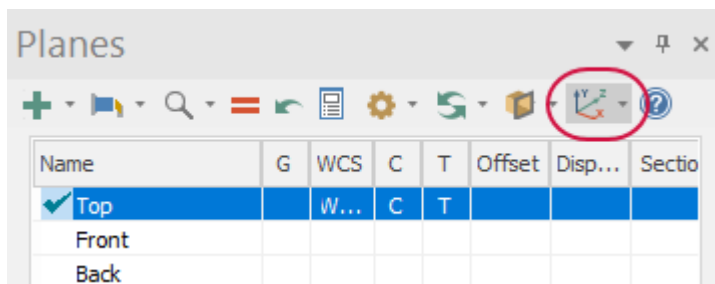 Planes
Y Z X
Name G WCS C T Offset Disp... Sectio
Top W... C T
Front
Back